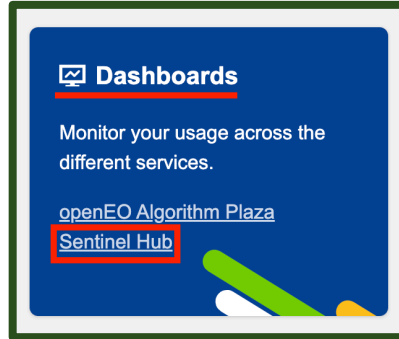 Dashboards
Monitor your usage across the
different services.
openEO Algorithm Plaza
Sentinel Hub